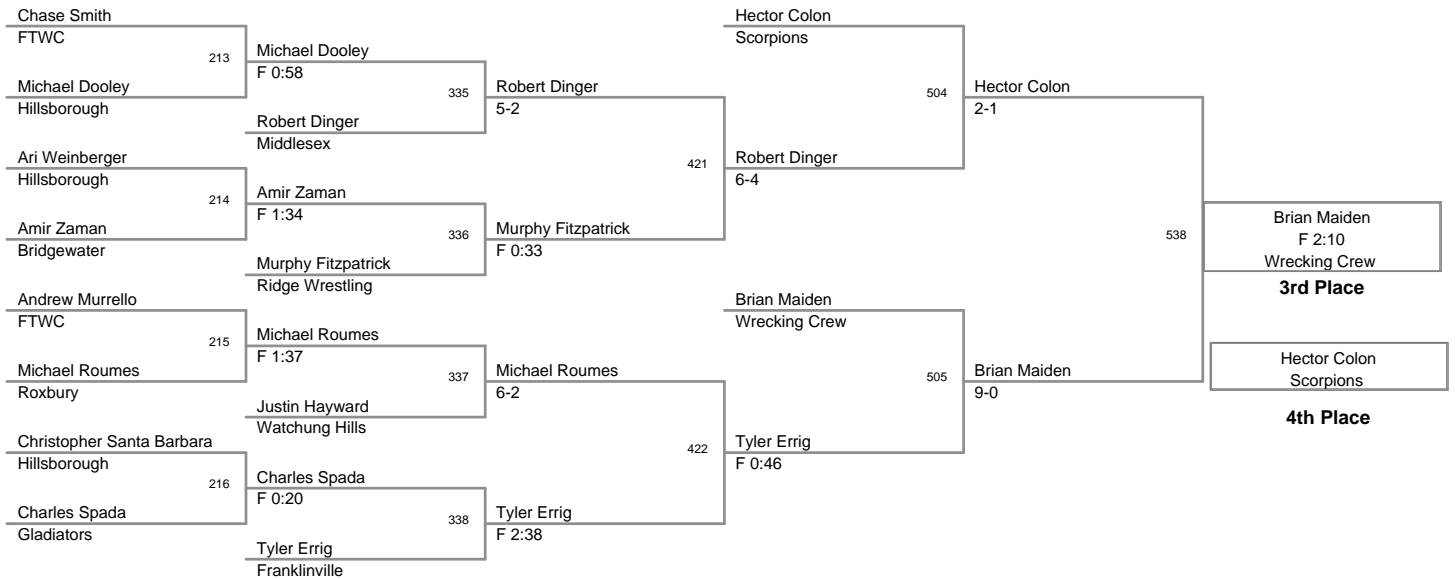 Chase Smith
FTWC
213
Michael Dooley
Hillsborough
Michael Dooley
F 0:58
335
Robert Dinger
Middlesex
Ari Weinberger
Hillsborough
214
Amir Zaman
Bridgewater
Amir Zaman
F 1:34
336
Murphy Fitzpatrick
Ridge Wrestling
Andrew Murrello
FTWC
215
Michael Roumes
Roxbury
Michael Roumes
F 1:37
337
Justin Hayward
Watchung Hills
Christopher Santa Barbara
Hillsborough
216
Charles Spada
Gladiators
Charles Spada
F 0:20
338
Tyler Errig
Franklinville
Robert Dinger
5-2
421
Murphy Fitzpatrick
F 0:33
Michael Roumes
6-2
422
Tyler Errig
F 2:38
Hector Colon
Scorpions
504
Robert Dinger
6-4
Brian Maiden
Wrecking Crew
505
Tyler Errig
F 0:46
Hector Colon
2-1
538
Brian Maiden
9-0
Brian Maiden
F 2:10
Wrecking Crew
3rd Place
Hector Colon
Scorpions
4th Place